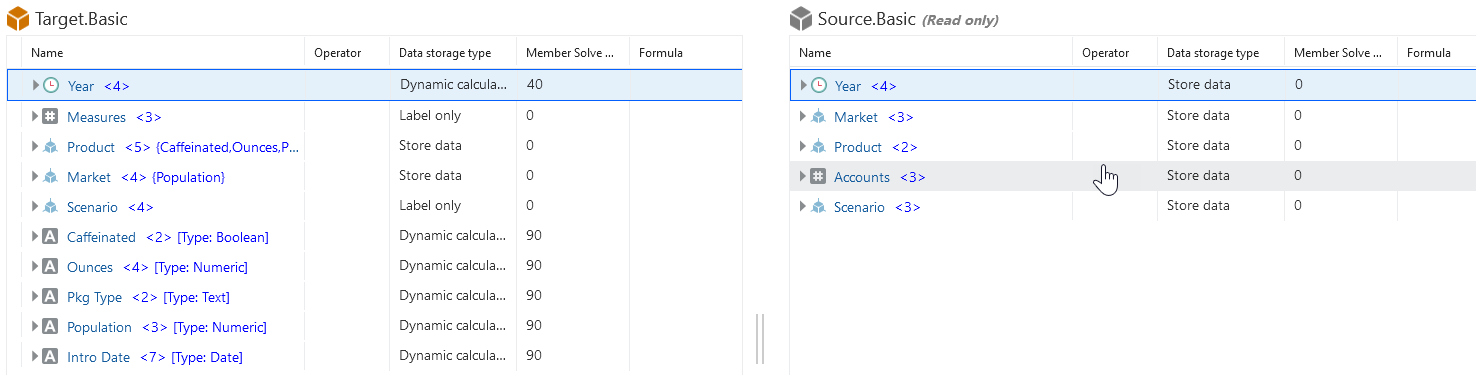 Target.Basic
Name Operator Data storage type Member Solve ... Formula
Year <4> Dynamic calcula... 40
Measures <3> Label only 0
Product <5> {Caffeinated,Ounces,P... Store data 0
Market <4> {Population} Store data 0
Scenario <4> Label only 0
Caffeinated <2> [Type: Boolean] Dynamic calcula... 90
Ounces <4> [Type: Numeric] Dynamic calcula... 90
Pkg Type <2> [Type: Text] Dynamic calcula... 90
Population <3> [Type: Numeric] Dynamic calcula... 90
Intro Date <7> [Type: Date] Dynamic calcula... 90
Source.Basic (Read only)
Name Operator Data storage type Member Solve ... Formula
Year <4> Store data 0
Market <3> Store data 0
Product <2> Store data 0
Accounts <3> Store data 0
Scenario <3> Store data 0